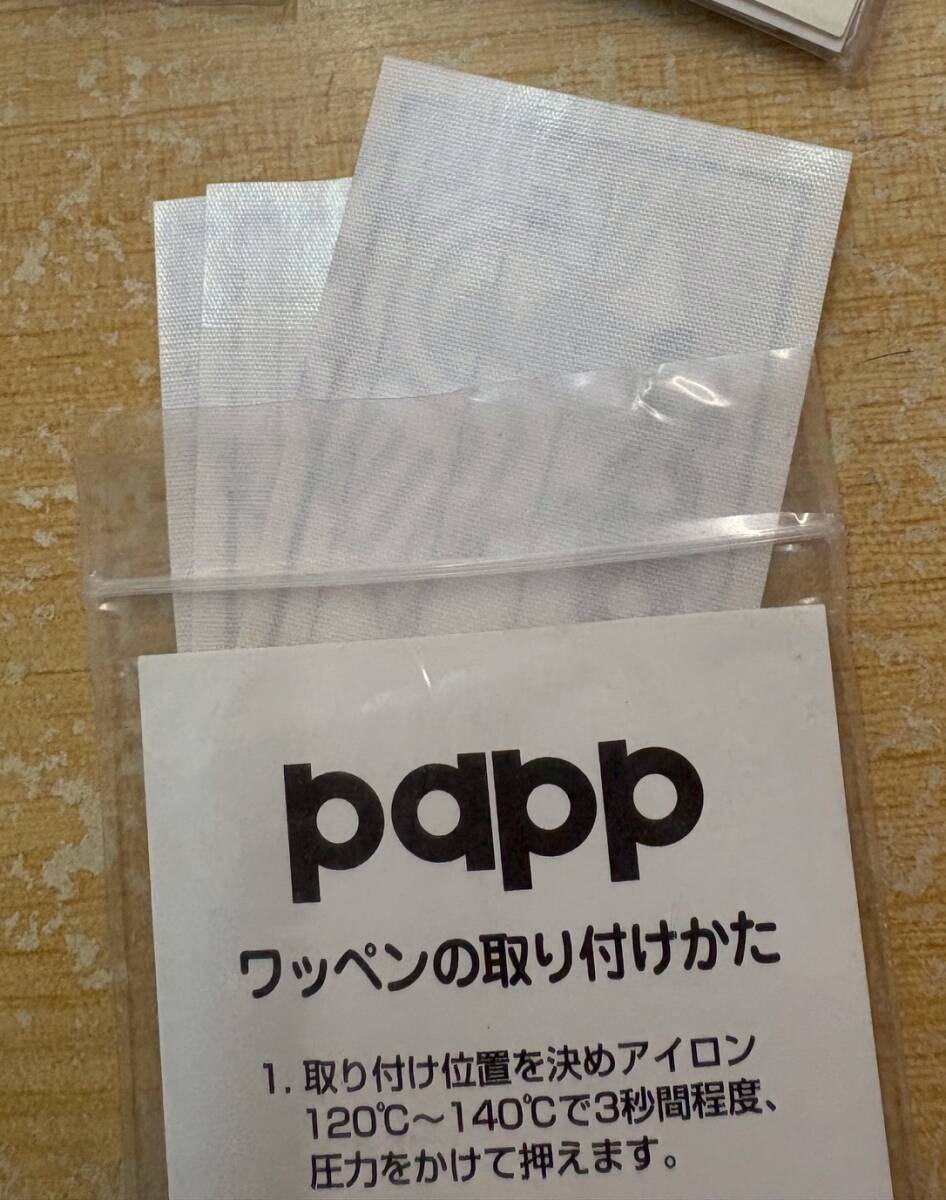 papp
ワッペンの取り付けかた
1. 取り付け位置を決めアイロン
120℃～140℃で3秒間程度、
圧力をかけて押えます。